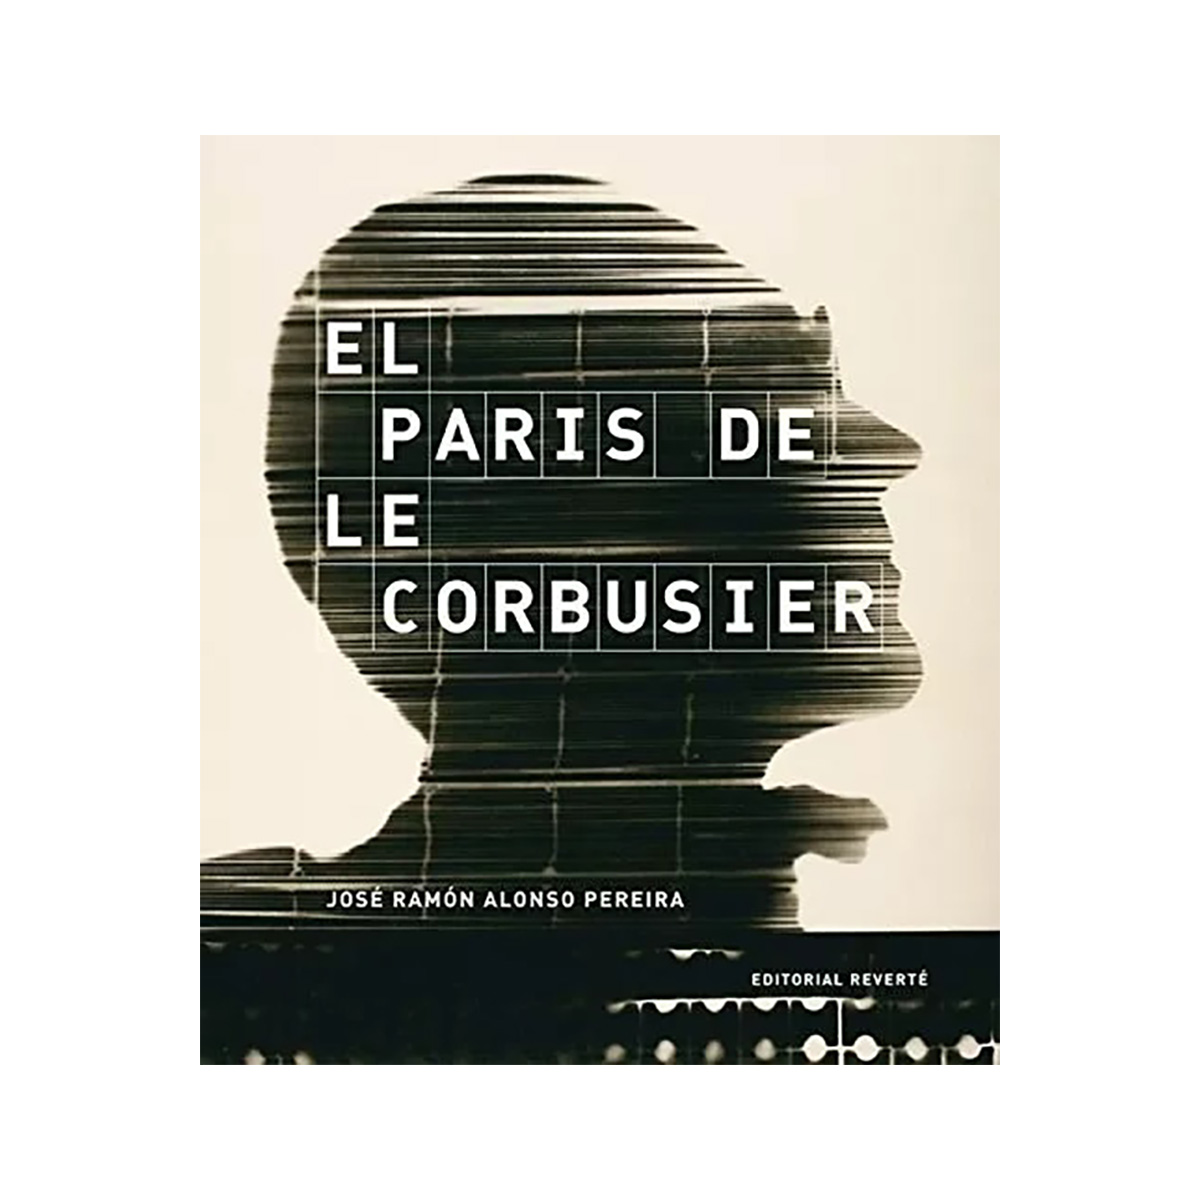 EL
PARIS DE
LE
CORBUSIER
JOSÉ RAMÓN ALONSO PEREIRA
EDITORIAL REVERTÉ